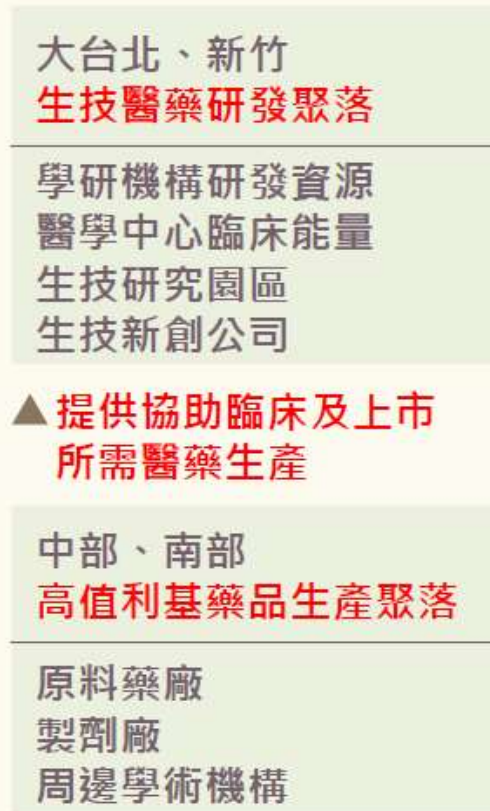 大台北、新竹
生技醫藥研發聚落
學研機構研發資源
醫學中心臨床能量
生技研究園區
生技新創公司
▲提供協助臨床及上市
所需醫藥生產
中部、南部
高值利基藥品生產聚落
原料藥廠
製劑廠
周邊學術機構